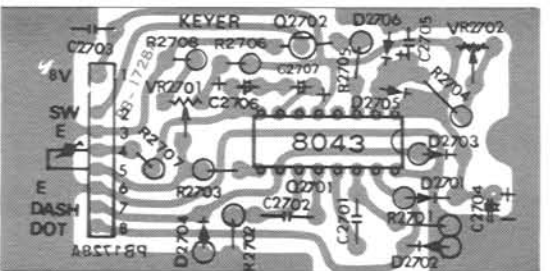 KEYER
C2703
R2708
R2706
Q2702
D2706
C2705
VR2702
8V
1
VR2701
C2706
C2707
R2705
D2705
R2704
SW
2
E
3
4
5
8043
D2703
R2707
R2703
Q2701
D2701
C2704
E
6
DASH
7
DOT
8
C2702
C2701
R2701
PB1728A
D2704
R2702
D2702